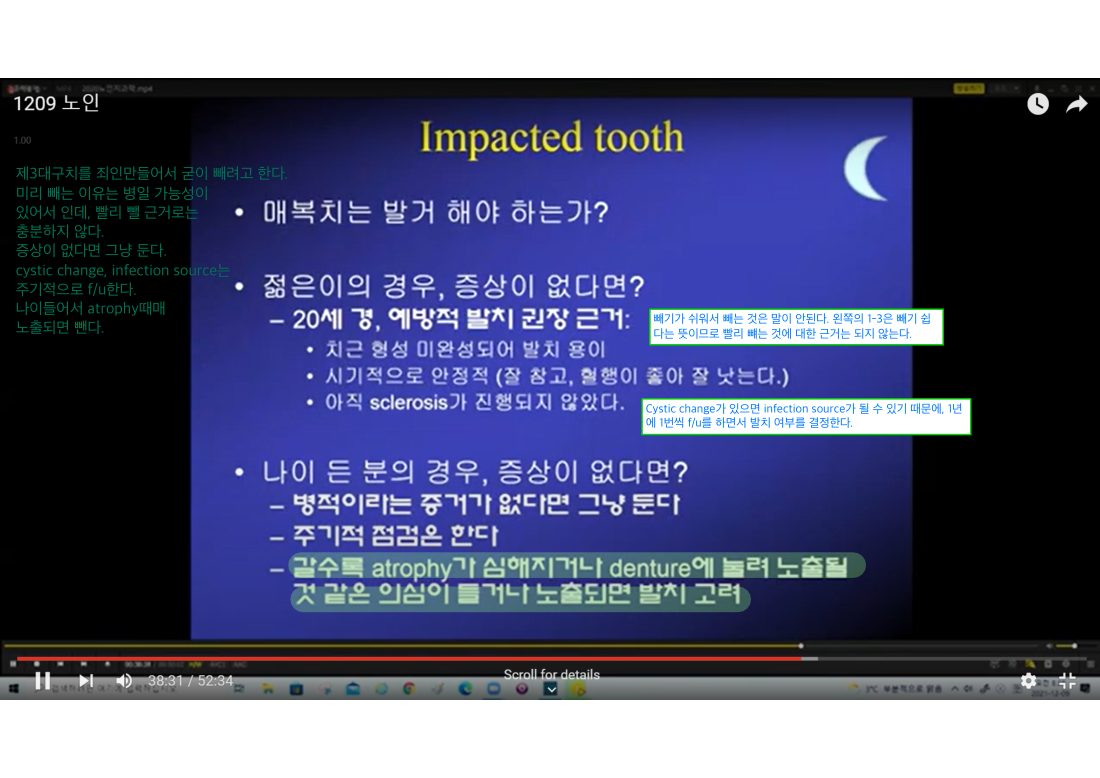 2020노인치과학.mp4
1209 노인
1.00
Impacted tooth
제3대구치를 죄인만들어서 굳이 빼려고 한다.
미리 빼는 이유는 병일 가능성이
있어서 인데, 빨리 뺄 근거로는
충분하지 않다.
증상이 없다면 그냥 둔다.
cystic change, infection source는
주기적으로 f/u한다.
나이들어서 atrophy때매
노출되면 뺀다.
• 매복치는 발거 해야 하는가?
• 젊은이의 경우, 증상이 없다면?
– 20세 경, 예방적 발치 권장 근거:
• 치근 형성 미완성되어 발치 용이
• 시기적으로 안정적 (잘 참고, 혈행이 좋아 잘 낫는다.)
• 아직 sclerosis가 진행되지 않았다.
빼기가 쉬워서 빼는 것은 말이 안된다. 왼쪽의 1-3은 빼기 쉽
다는 뜻이므로 빨리 빼는 것에 대한 근거는 되지 않는다.
Cystic change가 있으면 infection source가 될 수 있기 때문에, 1년
에 1번씩 f/u를 하면서 발치 여부를 결정한다.
• 나이 든 분의 경우, 증상이 없다면?
– 병적이라는 증거가 없다면 그냥 둔다
– 주기적 점검은 한다
– 갈수록 atrophy가 심해지거나 denture에 눌려 노출될
것 같은 의심이 들거나 노출되면 발치 고려
38:31 / 52:34
Scroll for details
2021-12-09